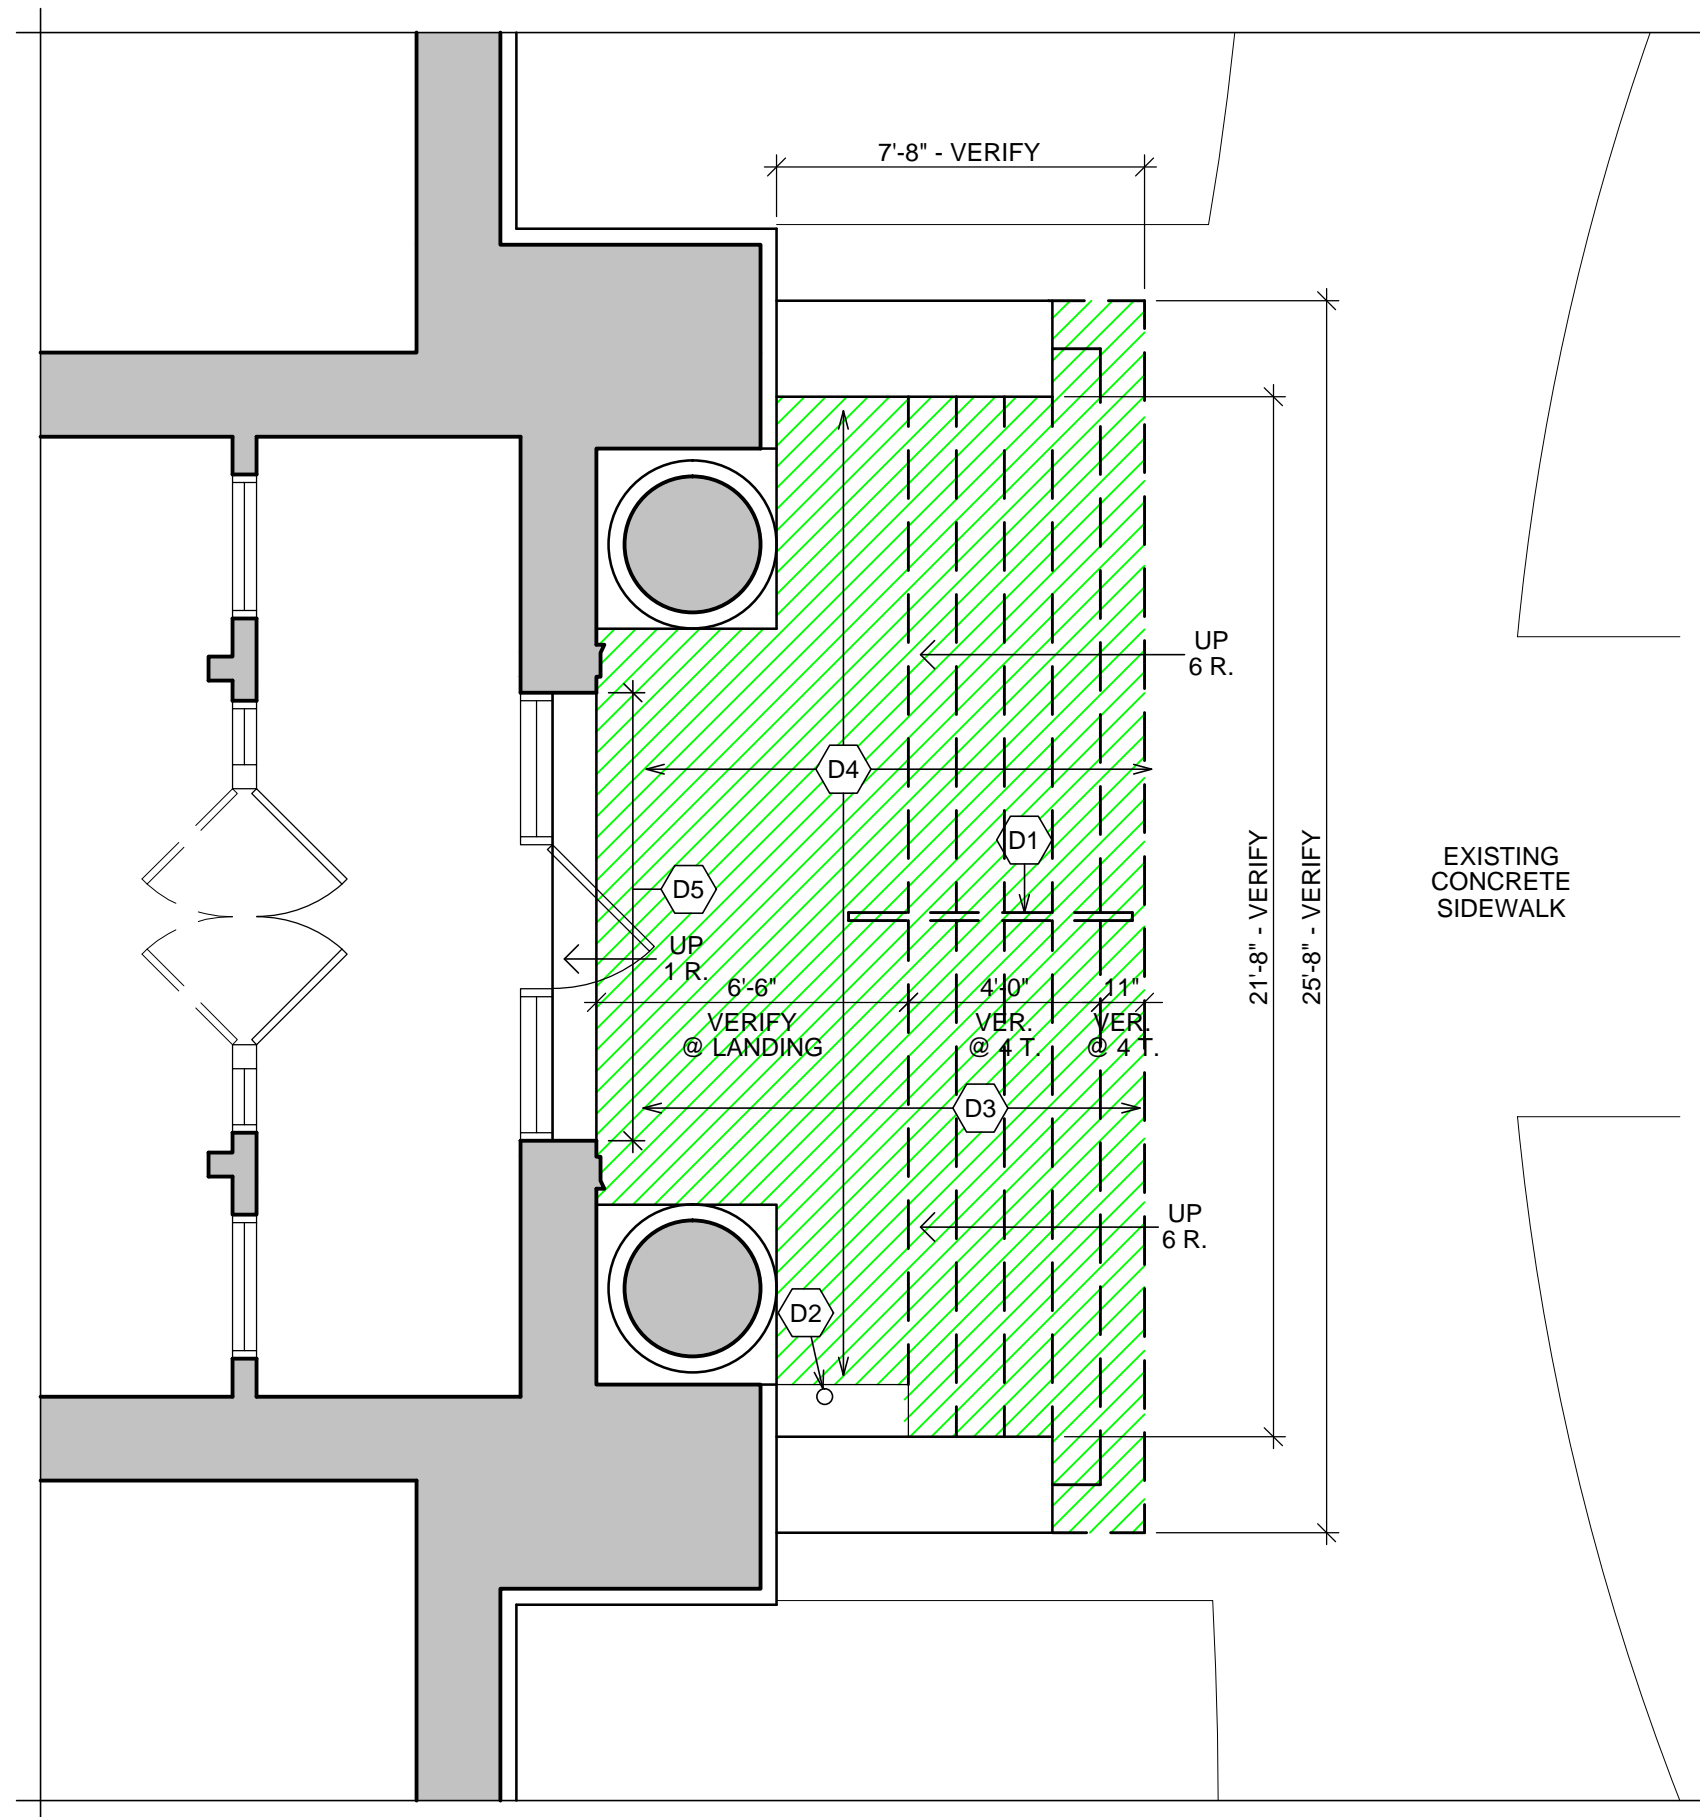 7'-8" - VERIFY
UP
6 R.
D4
D1
21'-8" - VERIFY
25'-8" - VERIFY
EXISTING
CONCRETE
SIDEWALK
D5
UP
1 R.
6'-6"
VERIFY
@ LANDING
4'-0"
VER.
@ 4 T.
11"
VER.
@ 4 T.
D3
UP
6 R.
D2